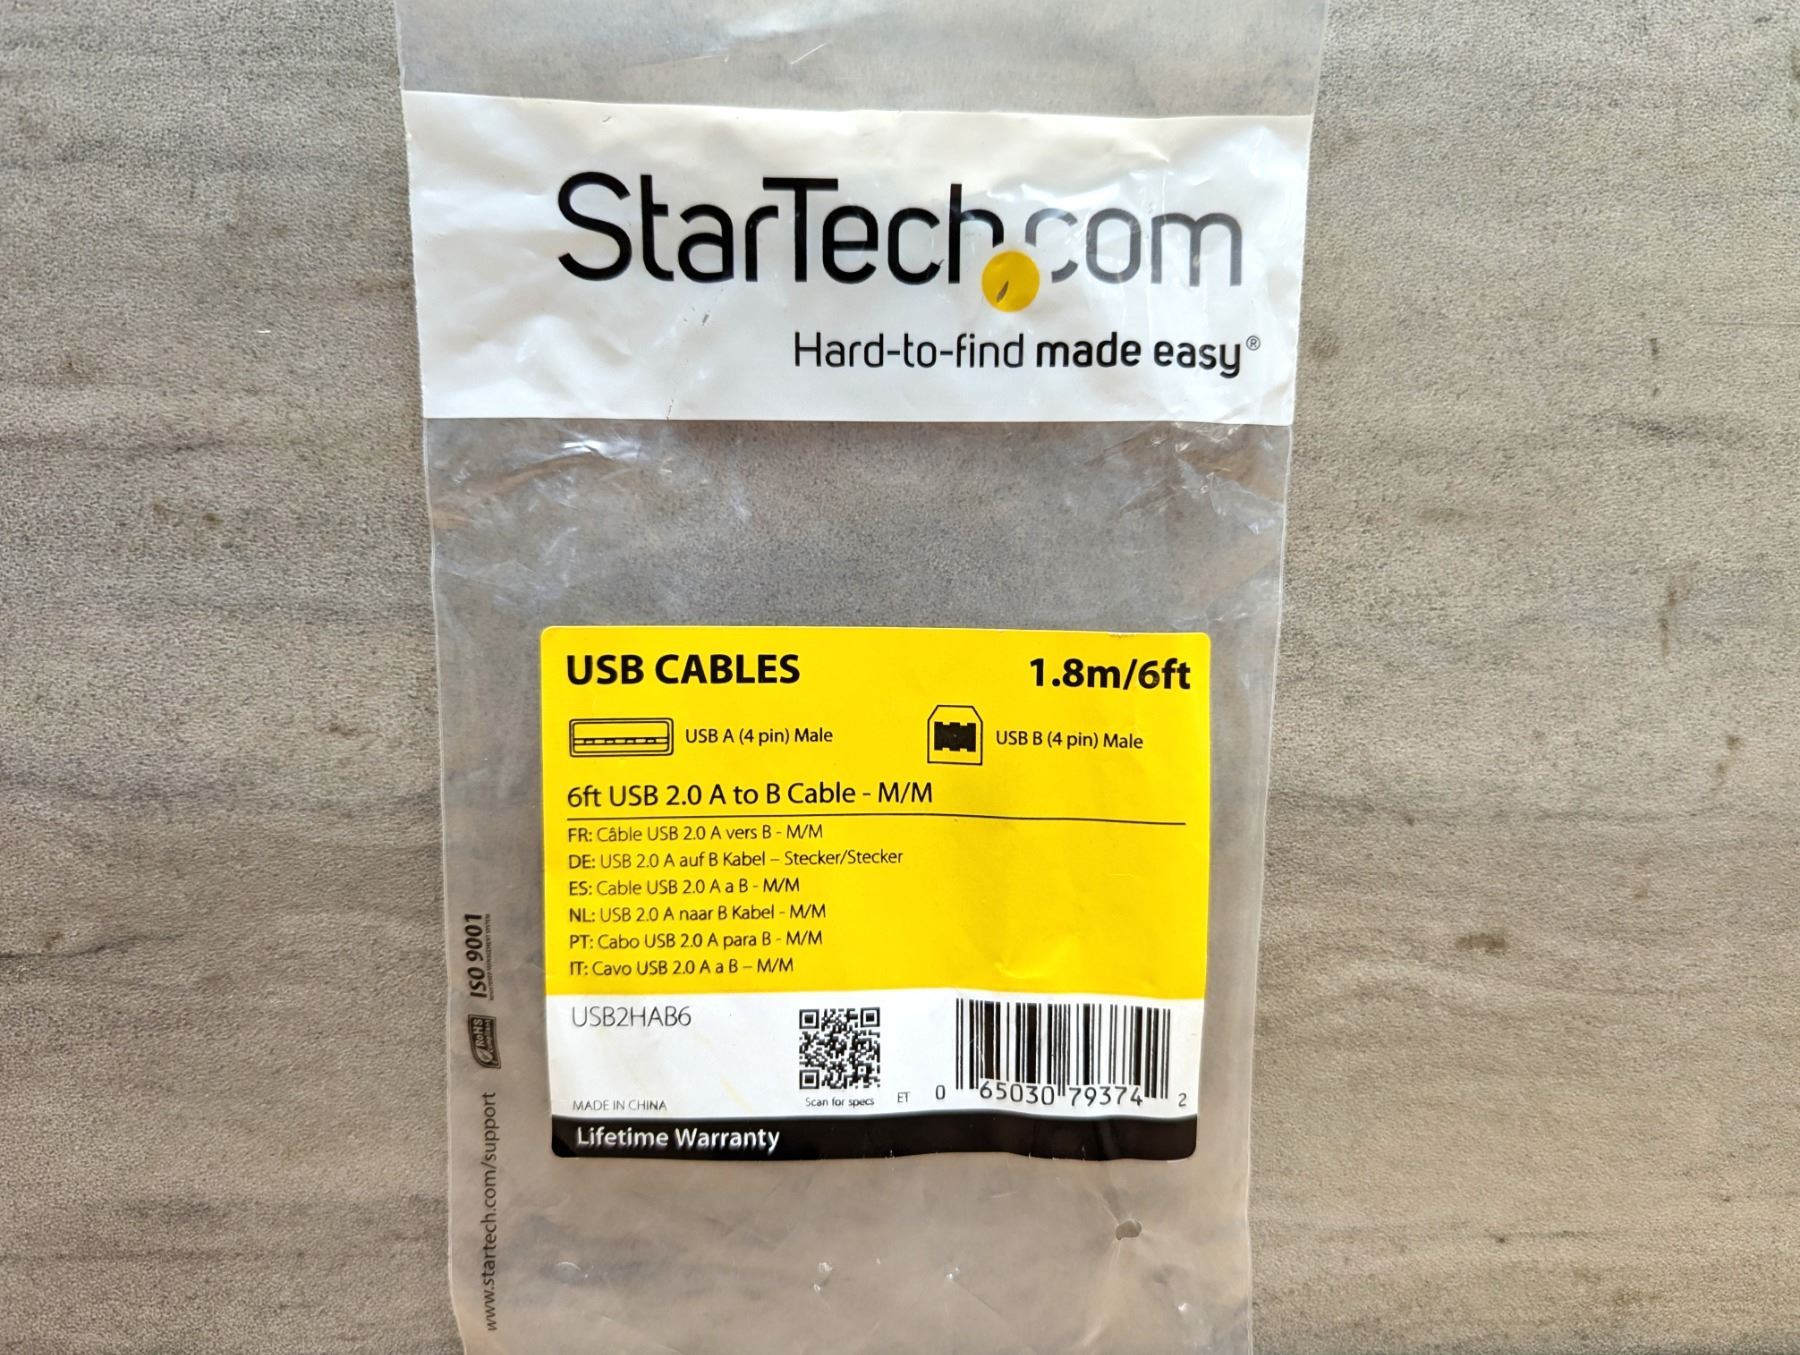 StarTech.com
Hard-to-find made easy®
USB CABLES
1.8m/6ft
USB A (4 pin) Male
USB B (4 pin) Male
6ft USB 2.0 A to B Cable - M/M
FR: Câble USB 2.0 A vers B - M/M
DE: USB 2.0 A auf B Kabel – Stecker/Stecker
ES: Cable USB 2.0 A a B - M/M
NL: USB 2.0 A naar B Kabel - M/M
PT: Cabo USB 2.0 A para B - M/M
IT: Cavo USB 2.0 A a B – M/M
USB2HAB6
MADE IN CHINA
Scan for specs
ET
0 65030 79374 2
Lifetime Warranty
ISO 9001
RoHS
www.startech.com/support